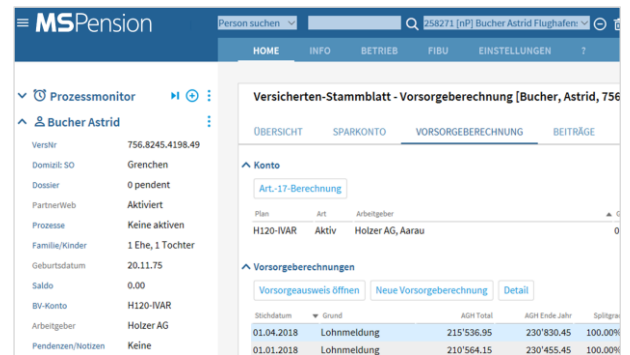 ≡ MSPension
Person suchen
258271 [nP] Bucher Astrid Flughafen:
HOME INFO BETRIEB FIBU EINSTELLUNGEN ?
Prozessmonitor
Bucher Astrid
VersNr 756.8245.4198.49
Domizil: SO Grenchen
Dossier 0 pendent
PartnerWeb Aktiviert
Prozesse Keine aktiven
Familie/Kinder 1 Ehe, 1 Tochter
Geburtsdatum 20.11.75
Saldo 0.00
BV-Konto H120-IVAR
Arbeitgeber Holzer AG
Pendenzen/Notizen Keine
Versicherten-Stammblatt - Vorsorgeberechnung [Bucher, Astrid, 756
ÜBERSICHT SPARKONTO VORSORGEBERECHNUNG BEITRÄGE
Konto
Art.-17-Berechnung
Plan Art Arbeitgeber
H120-IVAR Aktiv Holzer AG, Aarau 0
Vorsorgeberechnungen
Vorsorgeausweis öffnen Neue Vorsorgeberechnung Detail
Stichdatum Grund AGH Total AGH Ende Jahr Splitgra
01.04.2018 Lohnmeldung 215'536.95 230'830.45 100.00%
01.01.2018 Lohnmeldung 210'564.15 230'455.45 100.00%